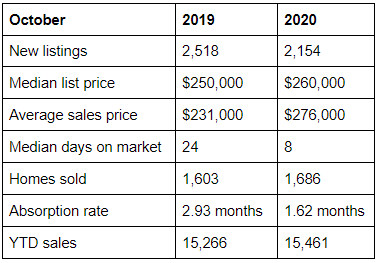 October 2019 2020
New listings 2,518 2,154
Median list price $250,000 $260,000
Average sales price $231,000 $276,000
Median days on market 24 8
Homes sold 1,603 1,686
Absorption rate 2.93 months 1.62 months
YTD sales 15,266 15,461